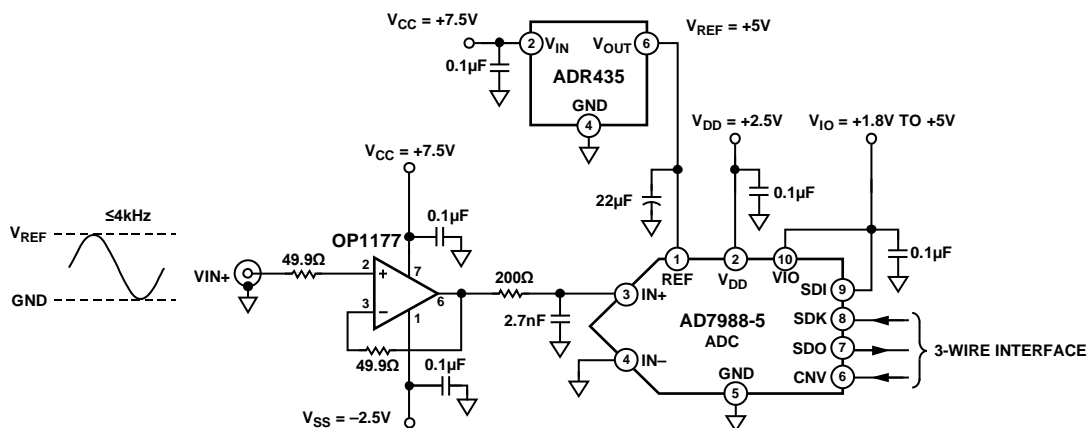 VCC = +7.5V
2
VIN
VOUT
6
VREF = +5V
0.1µF
ADR435
GND
4
VDD = +2.5V
VIO = +1.8V TO +5V
VCC = +7.5V
22µF
0.1µF
≤4kHz
VREF
0.1µF
OP1177
0.1µF
VIN+
49.9Ω
2
+
7
200Ω
1
REF
2
VDD
10
VIO
SDI
9
6
3
IN+
3
–
1
2.7nF
AD7988-5
ADC
SDK
8
GND
49.9Ω
0.1µF
4
IN–
SDO
7
3-WIRE INTERFACE
GND
5
CNV
6
VSS = –2.5V